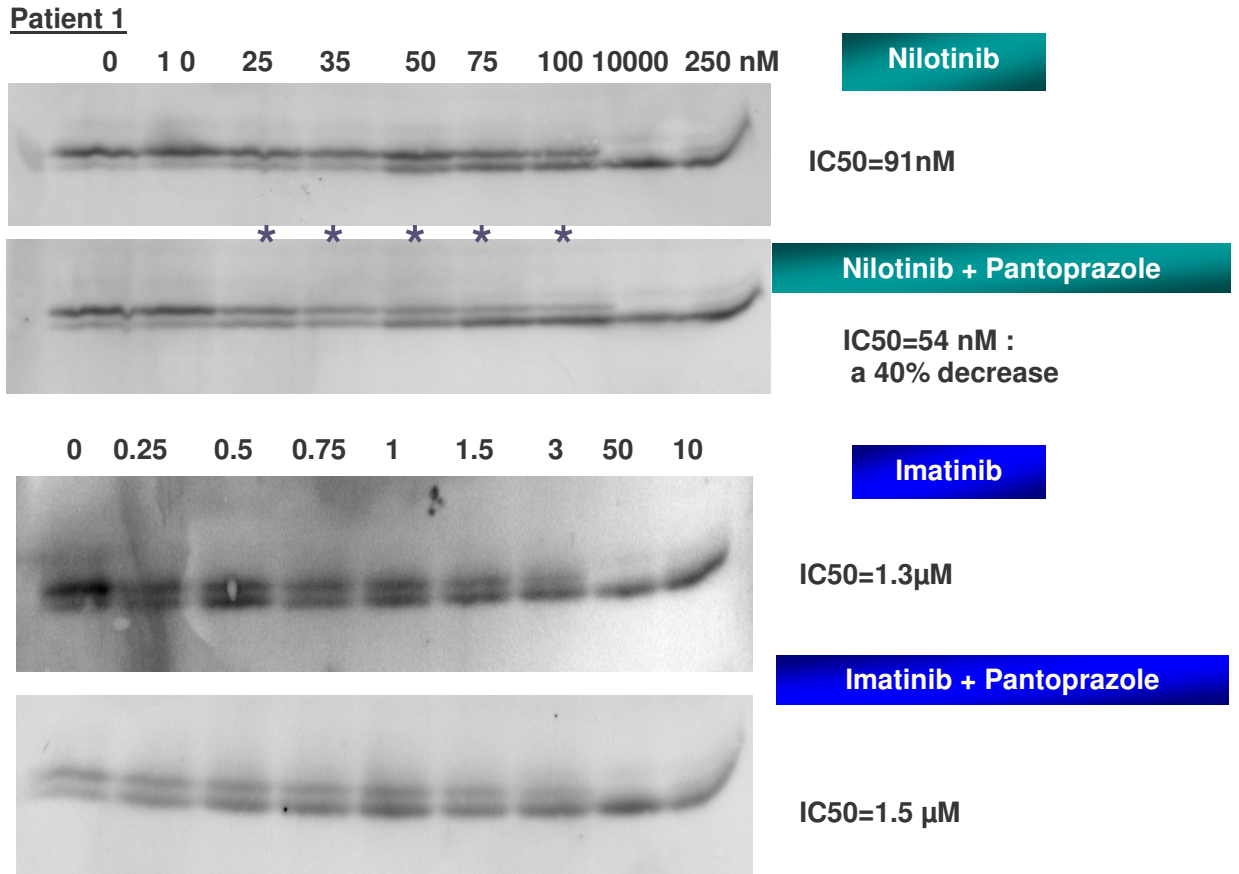 Patient 1
0 1 0 25 35 50 75 100 10000 250 nM
Nilotinib
IC50=91nM
* * * * *
Nilotinib + Pantoprazole
IC50=54 nM :
a 40% decrease
0 0.25 0.5 0.75 1 1.5 3 50 10
Imatinib
IC50=1.3µM
Imatinib + Pantoprazole
IC50=1.5 µM